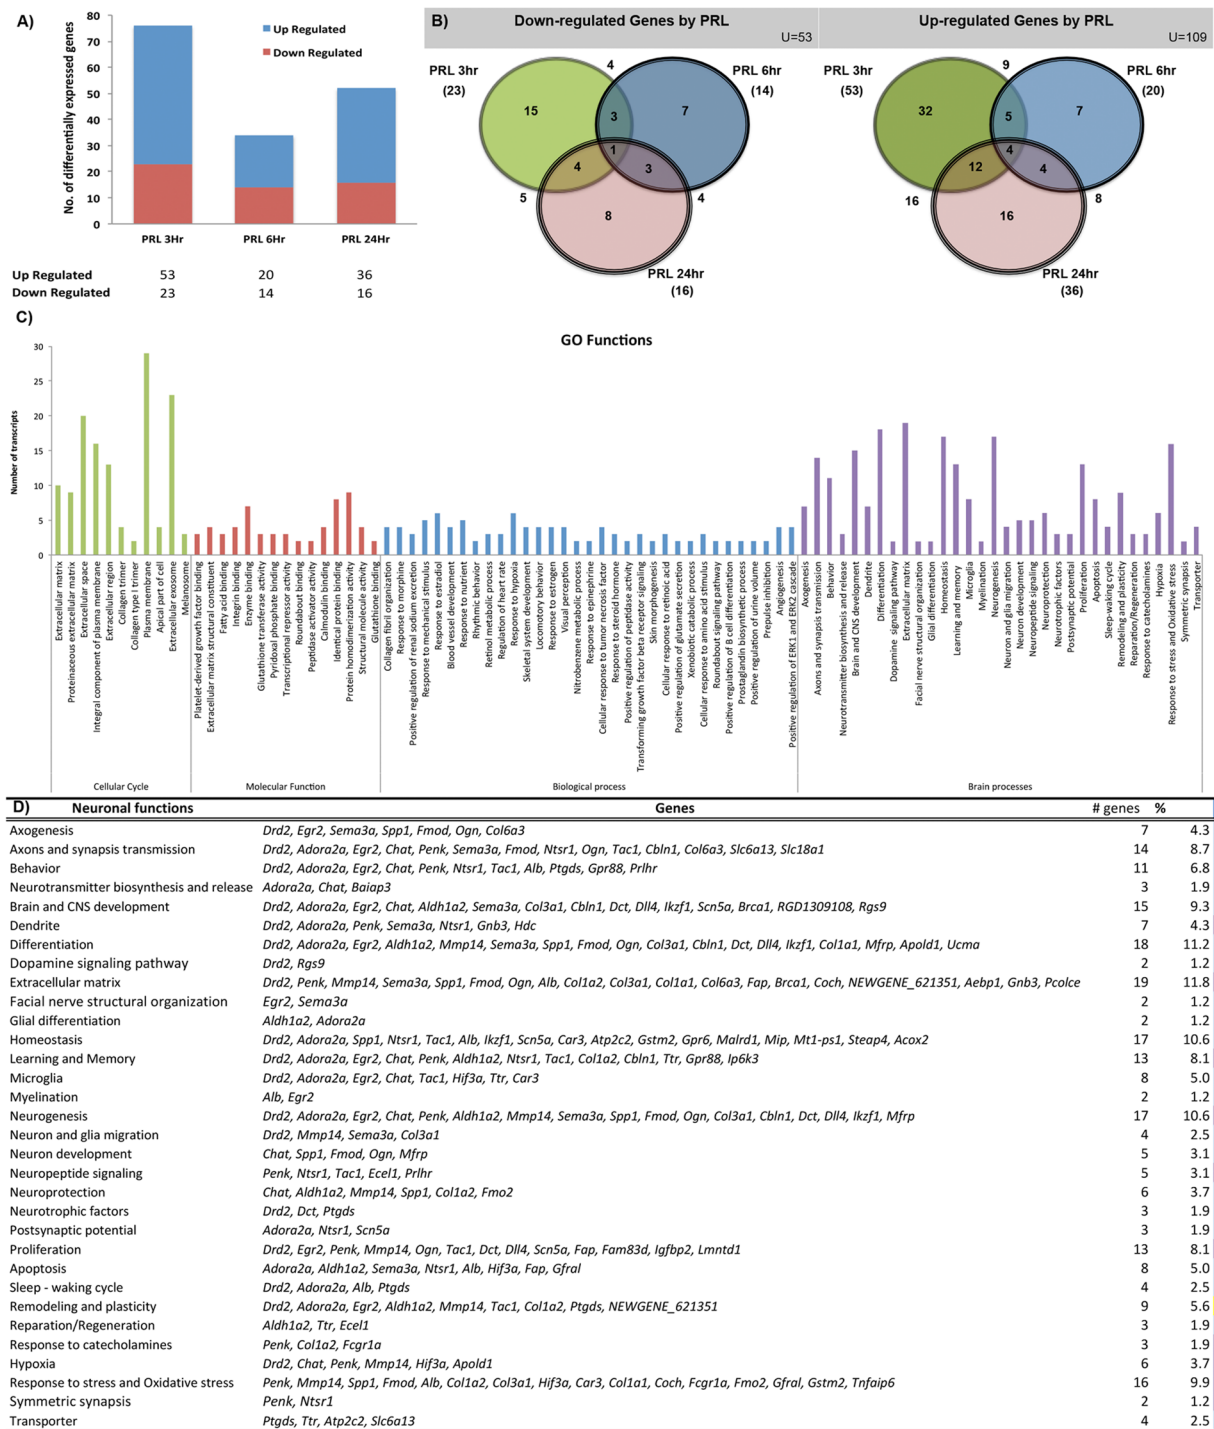 A)
80
70
60
50
40
30
20
10
0
No. of differentially expressed genes
Up Regulated
Down Regulated
PRL 3Hr PRL 6Hr PRL 24Hr
Up Regulated 53 20 36
Down Regulated 23 14 16
B)
Down-regulated Genes by PRL
U=53
PRL 3hr
(23)
4
PRL 6hr
(14)
15
3
7
1
4
3
5
4
8
PRL 24hr
(16)
Up-regulated Genes by PRL
U=109
PRL 3hr
(53)
9
PRL 6hr
(20)
32
5
7
4
12
4
16
8
16
PRL 24hr
(36)
C)
GO Functions
30
25
20
15
10
5
0
Number of transcripts
Extracellular matrix
Proteinaceous extracellular matrix
Extracellular space
Integral component of plasma membrane
Extracellular region
Collagen trimer
Collagen type I trimer
Plasma membrane
Apical part of cell
Extracellular exosome
Melanosome
Platelet-derived growth factor binding
Extracellular matrix structural constituent
Fatty acid binding
Integrin binding
Enzyme binding
Glutathione transferase activity
Pyridoxal phosphate binding
Transcriptional repressor activity
Roundabout binding
Peptidase activator activity
Calmodulin binding
Identical protein binding
Protein homodimerization activity
Structural molecule activity
Glutathione binding
Collagen fibril organization
Response to morphine
Positive regulation of renal sodium excretion
Response to mechanical stimulus
Response to estradiol
Blood vessel development
Response to nutrient
Rhythmic behavior
Retinol metabolic process
Regulation of heart rate
Response to hypoxia
Skeletal system development
Locomotory behavior
Response to estrogen
Visual perception
Nitrobenzene metabolic process
Response to epinephrine
Cellular response to tumor necrosis factor
Response to steroid hormone
Positive regulation of peptidase activity
Transforming growth factor beta receptor signaling
Skin morphogenesis
Cellular response to retinoic acid
Positive regulation of glutamate secretion
Xenobiotic catabolic process
Cellular response to amino acid stimulus
Roundabout signaling pathway
Positive regulation of B cell differentiation
Prostaglandin biosynthetic process
Positive regulation of urine volume
Prepulse inhibition
Angiogenesis
Positive regulation of ERK1 and ERK2 cascade
Axogenesis
Axons and synapsis transmission
Behavior
Neurotransmitter biosynthesis and release
Brain and CNS development
Dendrite
Differentiation
Dopamine signaling pathway
Extracellular matrix
Facial nerve structural organization
Glial differentiation
Homeostasis
Learning and memory
Microglia
Myelination
Neurogenesis
Neuron and glia migration
Neuron development
Neuropeptide signaling
Neuroprotection
Neurotrophic factors
Postsynaptic potential
Proliferation
Apoptosis
Sleep-waking cycle
Remodeling and plasticity
Reparation/Regeneration
Response to catecholamines
Hypoxia
Response to stress and Oxidative stress
Symmetric synapsis
Transporter
Cellular Cycle Molecular Function Biological process Brain processes
D) Neuronal functions Genes # genes %
Axogenesis Drd2, Egr2, Sema3a, Spp1, Fmod, Ogn, Col6a3 7 4.3
Axons and synapsis transmission Drd2, Adora2a, Egr2, Chat, Penk, Sema3a, Fmod, Ntsr1, Ogn, Tac1, Cbln1, Col6a3, Slc6a13, Slc18a1 14 8.7
Behavior Drd2, Adora2a, Egr2, Chat, Penk, Ntsr1, Tac1, Alb, Ptgds, Gpr88, Prlhr 11 6.8
Neurotransmitter biosynthesis and release Adora2a, Chat, Baiap3 3 1.9
Brain and CNS development Drd2, Adora2a, Egr2, Chat, Aldh1a2, Sema3a, Col3a1, Cbln1, Dct, Dll4, Ikzf1, Scn5a, Brca1, RGD1309108, Rgs9 15 9.3
Dendrite Drd2, Adora2a, Penk, Sema3a, Ntsr1, Gnb3, Hdc 7 4.3
Differentiation Drd2, Adora2a, Egr2, Aldh1a2, Mmp14, Sema3a, Spp1, Fmod, Ogn, Col3a1, Cbln1, Dct, Dll4, Ikzf1, Col1a1, Mfrp, Apold1, Ucma 18 11.2
Dopamine signaling pathway Drd2, Rgs9 2 1.2
Extracellular matrix Drd2, Penk, Mmp14, Sema3a, Spp1, Fmod, Ogn, Alb, Col1a2, Col3a1, Col1a1, Col6a3, Fap, Brca1, Coch, NEWGENE_621351, Aebp1, Gnb3, Pcolce 19 11.8
Facial nerve structural organization Egr2, Sema3a 2 1.2
Glial differentiation Aldh1a2, Adora2a 2 1.2
Homeostasis Drd2, Adora2a, Spp1, Ntsr1, Tac1, Alb, Ikzf1, Scn5a, Car3, Atp2c2, Gstm2, Gpr6, Malrd1, Mip, Mt1-ps1, Steap4, Acox2 17 10.6
Learning and Memory Drd2, Adora2a, Egr2, Chat, Penk, Aldh1a2, Ntsr1, Tac1, Col1a2, Cbln1, Ttr, Gpr88, Ip6k3 13 8.1
Microglia Drd2, Adora2a, Egr2, Chat, Tac1, Hif3a, Ttr, Car3 8 5.0
Myelination Alb, Egr2 2 1.2
Neurogenesis Drd2, Adora2a, Egr2, Chat, Penk, Aldh1a2, Mmp14, Sema3a, Spp1, Fmod, Ogn, Col3a1, Cbln1, Dct, Dll4, Ikzf1, Mfrp 17 10.6
Neuron and glia migration Drd2, Mmp14, Sema3a, Col3a1 4 2.5
Neuron development Chat, Spp1, Fmod, Ogn, Mfrp 5 3.1
Neuropeptide signaling Penk, Ntsr1, Tac1, Ecel1, Prlhr 5 3.1
Neuroprotection Chat, Aldh1a2, Mmp14, Spp1, Col1a2, Fmo2 6 3.7
Neurotrophic factors Drd2, Dct, Ptgds 3 1.9
Postsynaptic potential Adora2a, Ntsr1, Scn5a 3 1.9
Proliferation Drd2, Egr2, Penk, Mmp14, Ogn, Tac1, Dct, Dll4, Scn5a, Fap, Fam83d, Igfbp2, Lmntd1 13 8.1
Apoptosis Adora2a, Aldh1a2, Sema3a, Ntsr1, Alb, Hif3a, Fap, Gfral 8 5.0
Sleep - waking cycle Drd2, Adora2a, Alb, Ptgds 4 2.5
Remodeling and plasticity Drd2, Adora2a, Egr2, Aldh1a2, Mmp14, Tac1, Col1a2, Ptgds, NEWGENE_621351 9 5.6
Reparation/Regeneration Aldh1a2, Ttr, Ecel1 3 1.9
Response to catecholamines Penk, Col1a2, Fcgr1a 3 1.9
Hypoxia Drd2, Chat, Penk, Mmp14, Hif3a, Apold1 6 3.7
Response to stress and Oxidative stress Penk, Mmp14, Spp1, Fmod, Alb, Col1a2, Col3a1, Hif3a, Car3, Col1a1, Coch, Fcgr1a, Fmo2, Gfral, Gstm2, Tnfaip6 16 9.9
Symmetric synapsis Penk, Ntsr1 2 1.2
Transporter Ptgds, Ttr, Atp2c2, Slc6a13 4 2.5